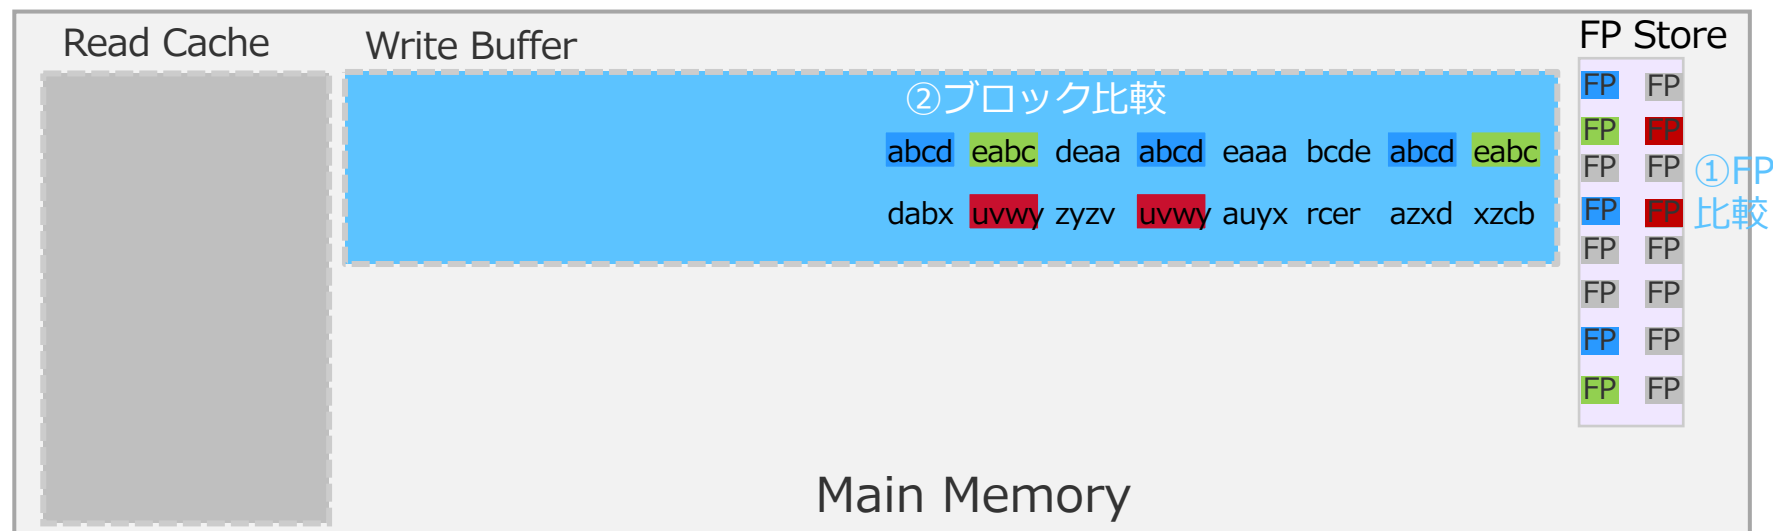 Read Cache
Write Buffer
FP Store
②ブロック比較
abcd eabc deaa abcd eaaa bcde abcd eabc
dabx uvwy zyzv uvwy auyx rcer azxd xzcb
FP FP
FP FP
FP FP
FP FP
FP FP
FP FP
FP FP
FP FP
①FP
比較
Main Memory